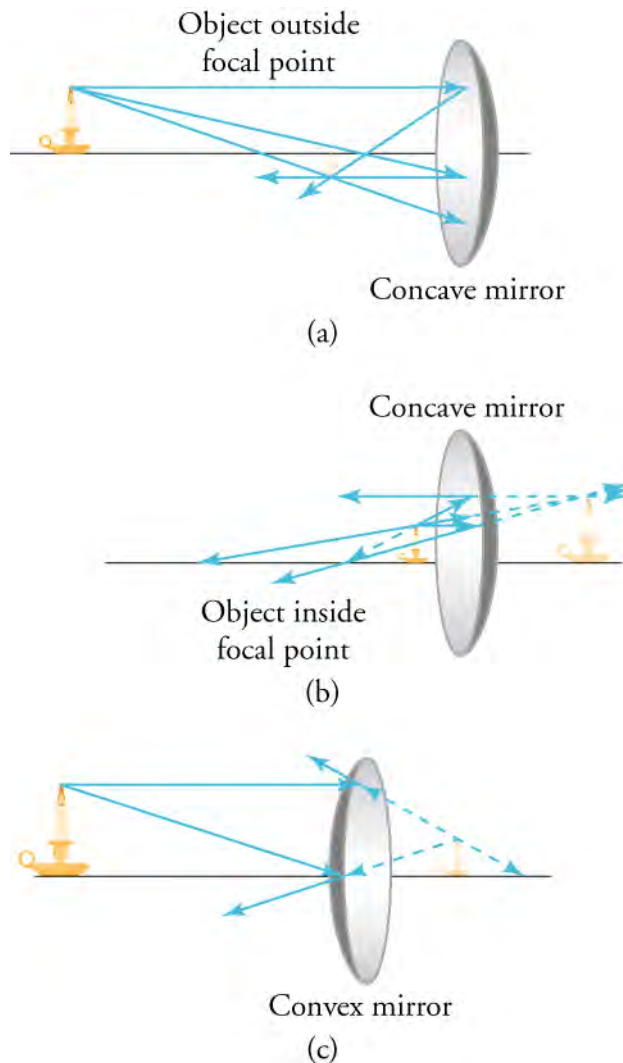 Object outside
focal point
Concave mirror
(a)
Concave mirror
Object inside
focal point
(b)
Convex mirror
(c)